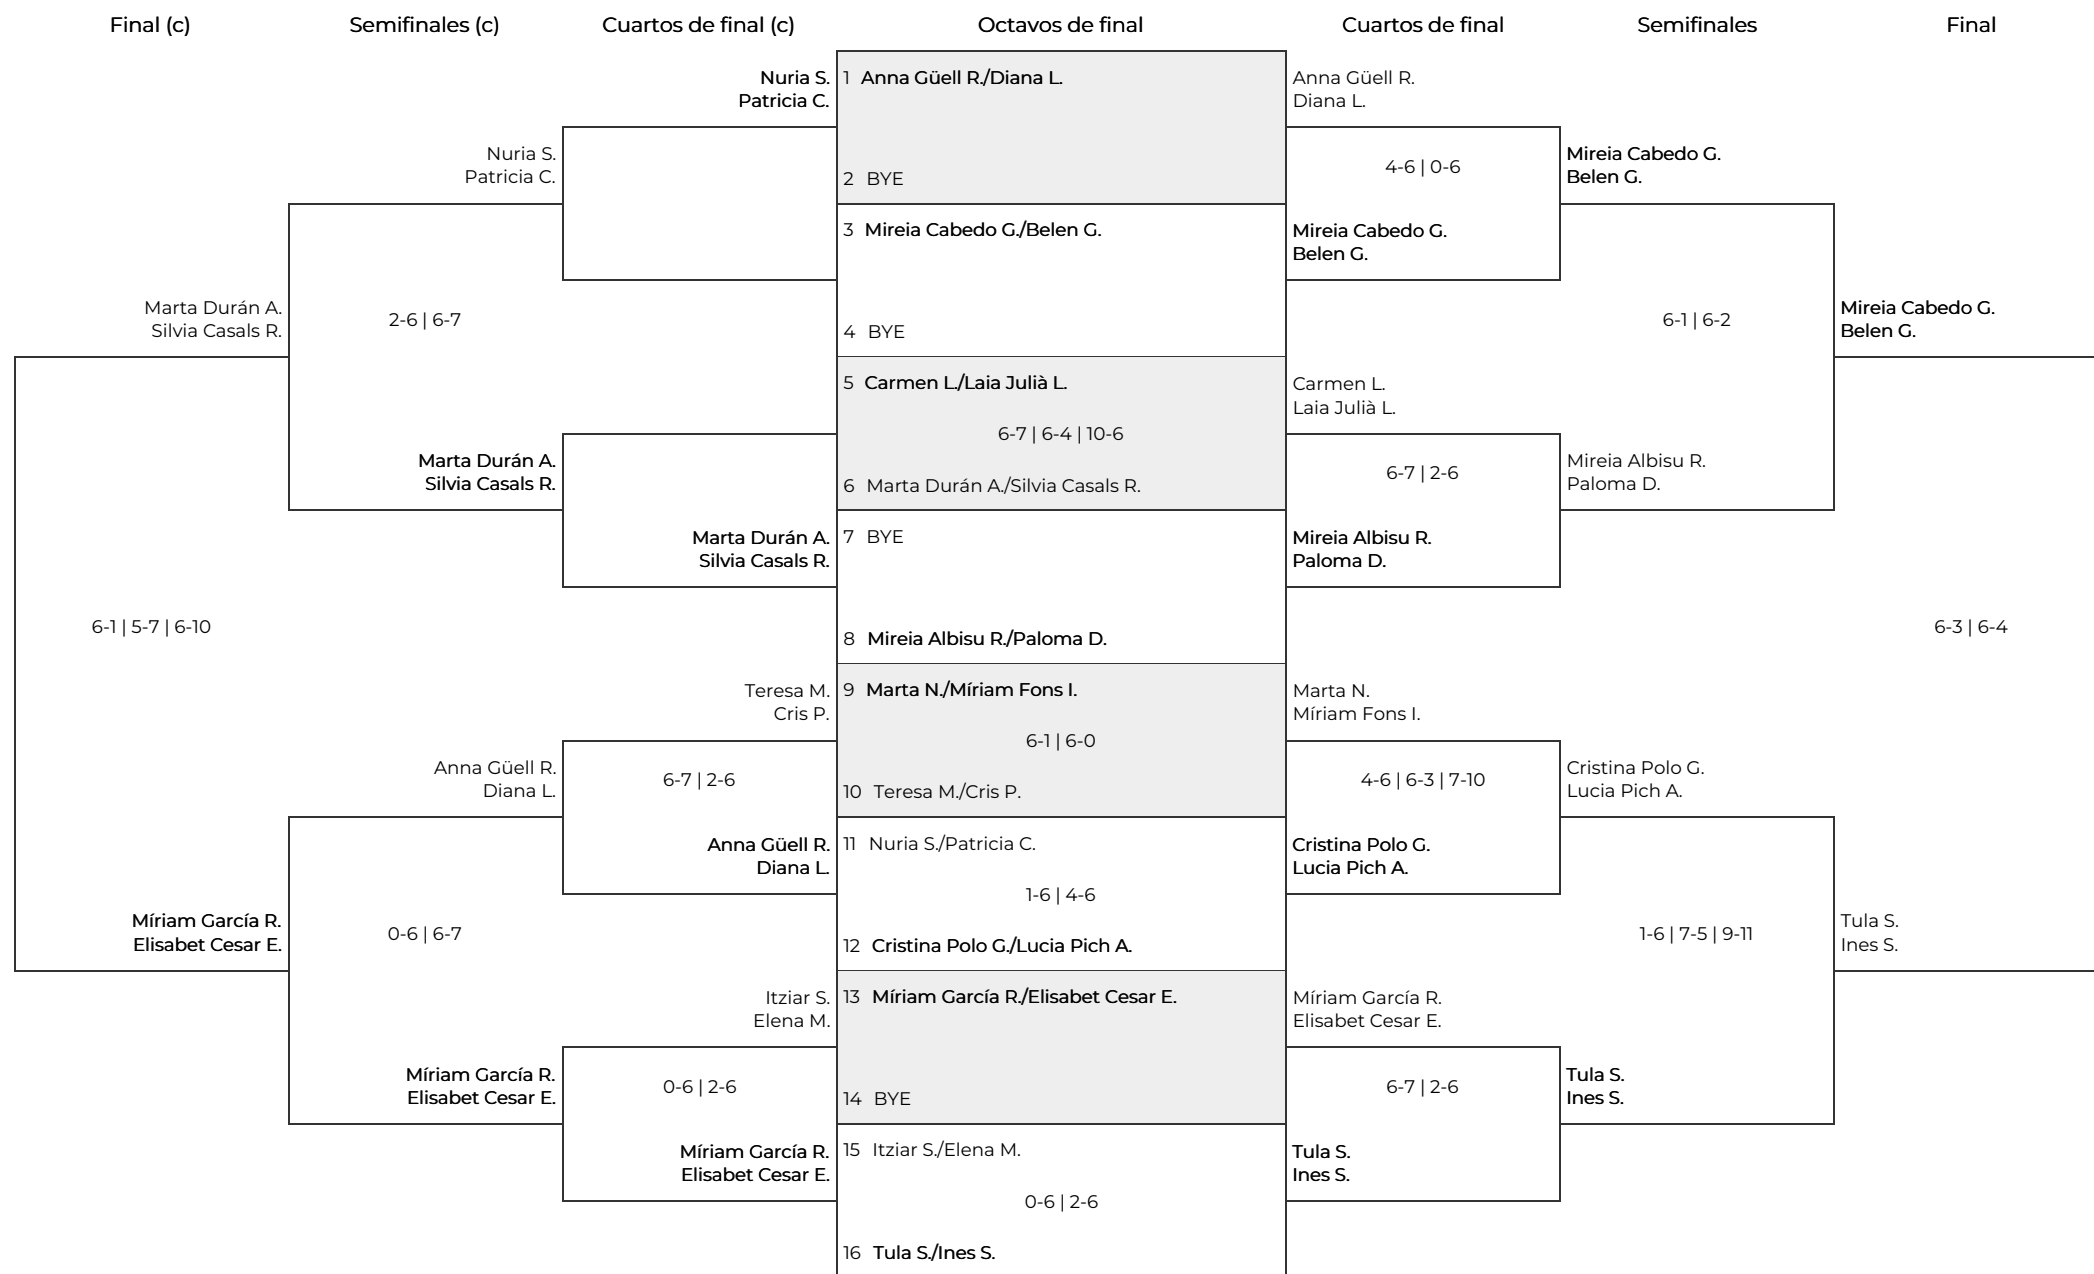 Final (c)
Semifinales (c)
Cuartos de final (c)
Octavos de final
Cuartos de final
Semifinales
Final
Marta Durán A.
Silvia Casals R.
6-1 | 5-7 | 6-10
Míriam García R.
Elisabet Cesar E.
Nuria S.
Patricia C.
2-6 | 6-7
Marta Durán A.
Silvia Casals R.
Anna Güell R.
Diana L.
0-6 | 6-7
Míriam García R.
Elisabet Cesar E.
Nuria S.
Patricia C.
Marta Durán A.
Silvia Casals R.
Teresa M.
Cris P.
6-7 | 2-6
Anna Güell R.
Diana L.
Itziar S.
Elena M.
0-6 | 2-6
Míriam García R.
Elisabet Cesar E.
1 Anna Güell R./Diana L.
2 BYE
3 Mireia Cabedo G./Belen G.
4 BYE
5 Carmen L./Laia Julià L.
6-7 | 6-4 | 10-6
6 Marta Durán A./Silvia Casals R.
7 BYE
8 Mireia Albisu R./Paloma D.
9 Marta N./Míriam Fons I.
6-1 | 6-0
10 Teresa M./Cris P.
11 Nuria S./Patricia C.
1-6 | 4-6
12 Cristina Polo G./Lucia Pich A.
13 Míriam García R./Elisabet Cesar E.
14 BYE
15 Itziar S./Elena M.
0-6 | 2-6
16 Tula S./Ines S.
Anna Güell R.
Diana L.
4-6 | 0-6
Mireia Cabedo G.
Belen G.
Carmen L.
Laia Julià L.
6-7 | 2-6
Mireia Albisu R.
Paloma D.
Marta N.
Míriam Fons I.
4-6 | 6-3 | 7-10
Cristina Polo G.
Lucia Pich A.
Míriam García R.
Elisabet Cesar E.
6-7 | 2-6
Tula S.
Ines S.
Mireia Cabedo G.
Belen G.
6-1 | 6-2
Mireia Albisu R.
Paloma D.
Cristina Polo G.
Lucia Pich A.
1-6 | 7-5 | 9-11
Tula S.
Ines S.
Mireia Cabedo G.
Belen G.
6-3 | 6-4
Tula S.
Ines S.